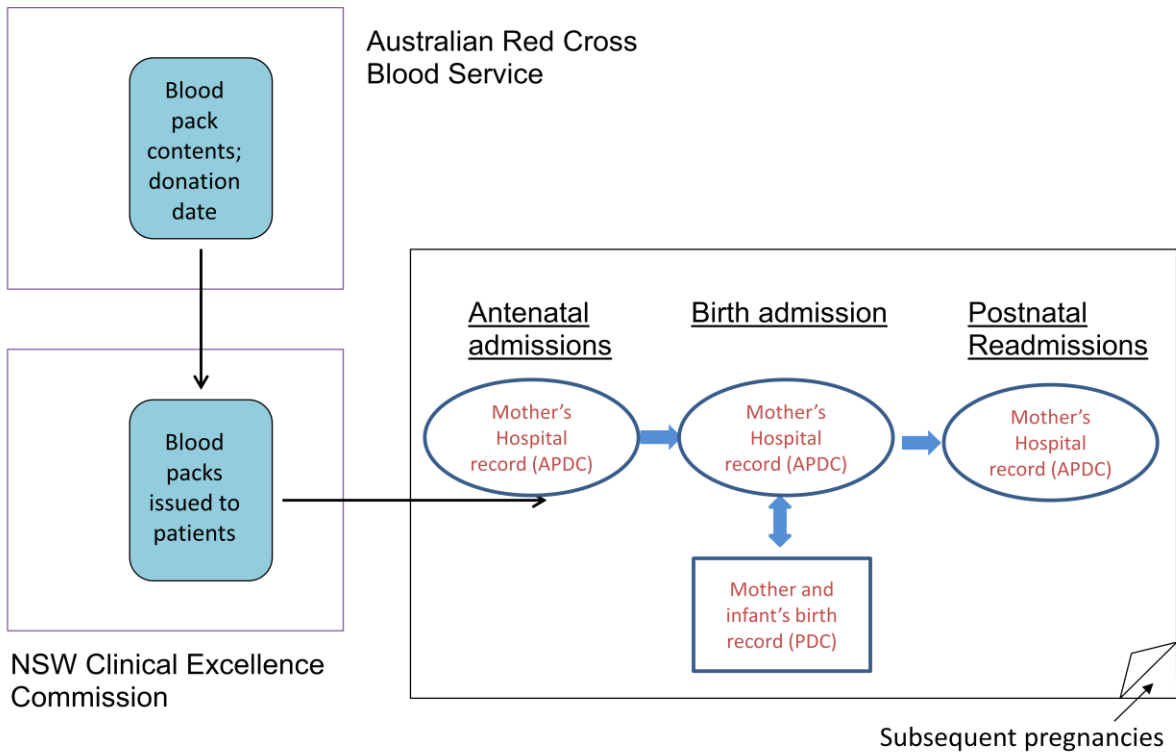 Australian Red Cross
Blood Service
Blood
pack
contents;
donation
date
Antenatal
admissions
Birth admission
Postnatal
Readmissions
Mother’s
Hospital
record (APDC)
Mother’s
Hospital
record (APDC)
Mother’s
Hospital
record (APDC)
Blood
packs
issued to
patients
Mother and
infant’s birth
record (PDC)
NSW Clinical Excellence
Commission
Subsequent pregnancies